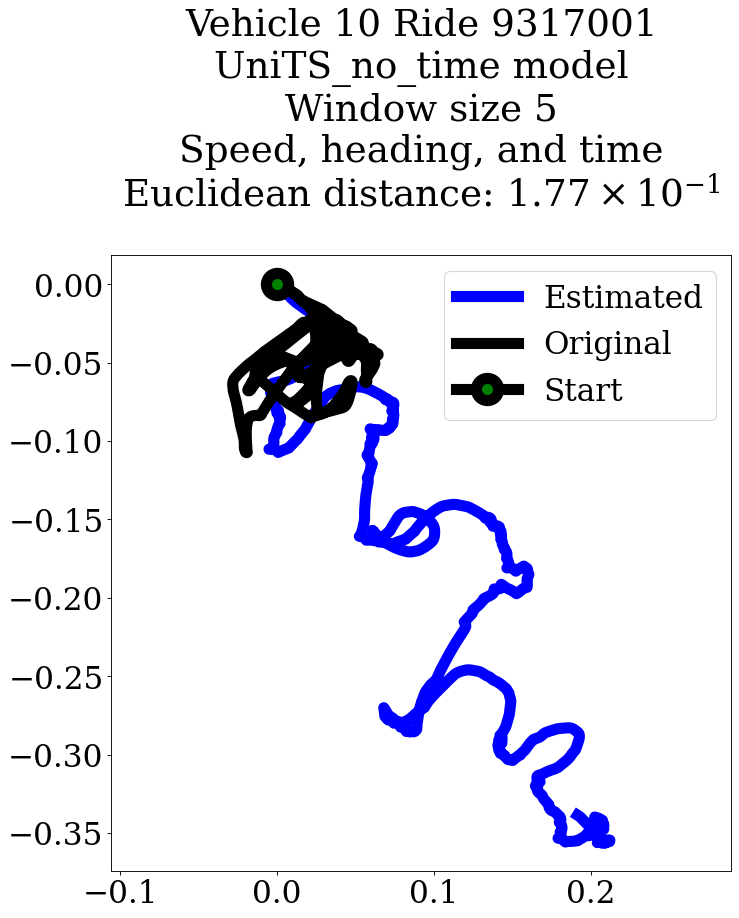 Vehicle 10 Ride 9317001
UniTS_no_time model
Window size 5
Speed, heading, and time
Euclidean distance: 1.77 × 10⁻¹
Estimated
Original
Start
0.00
−0.05
−0.10
−0.15
−0.20
−0.25
−0.30
−0.35
−0.1 0.0 0.1 0.2